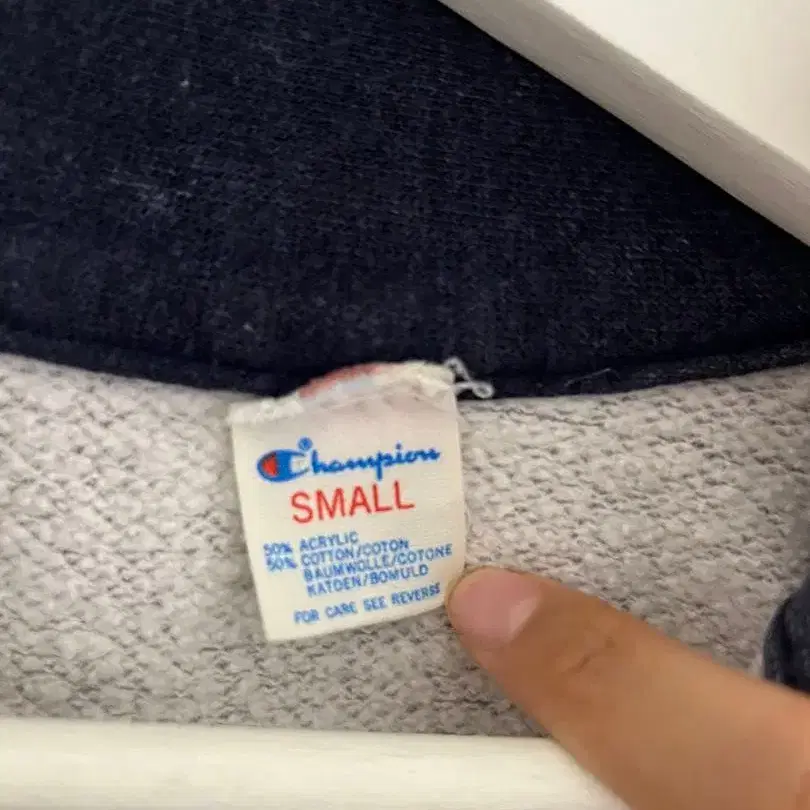 Champion®
SMALL
50% ACRYLIC
50% COTTON/COTON
BAUMWOLLE/COTONE
KATOEN/BOMULD
FOR CARE SEE REVERSE